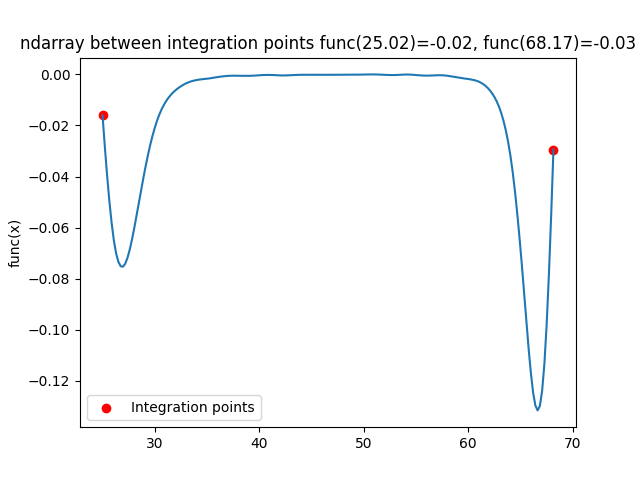 ndarray between integration points func(25.02)=-0.02, func(68.17)=-0.03
0.00
−0.02
−0.04
−0.06
−0.08
−0.10
−0.12
func(x)
Integration points
30 40 50 60 70